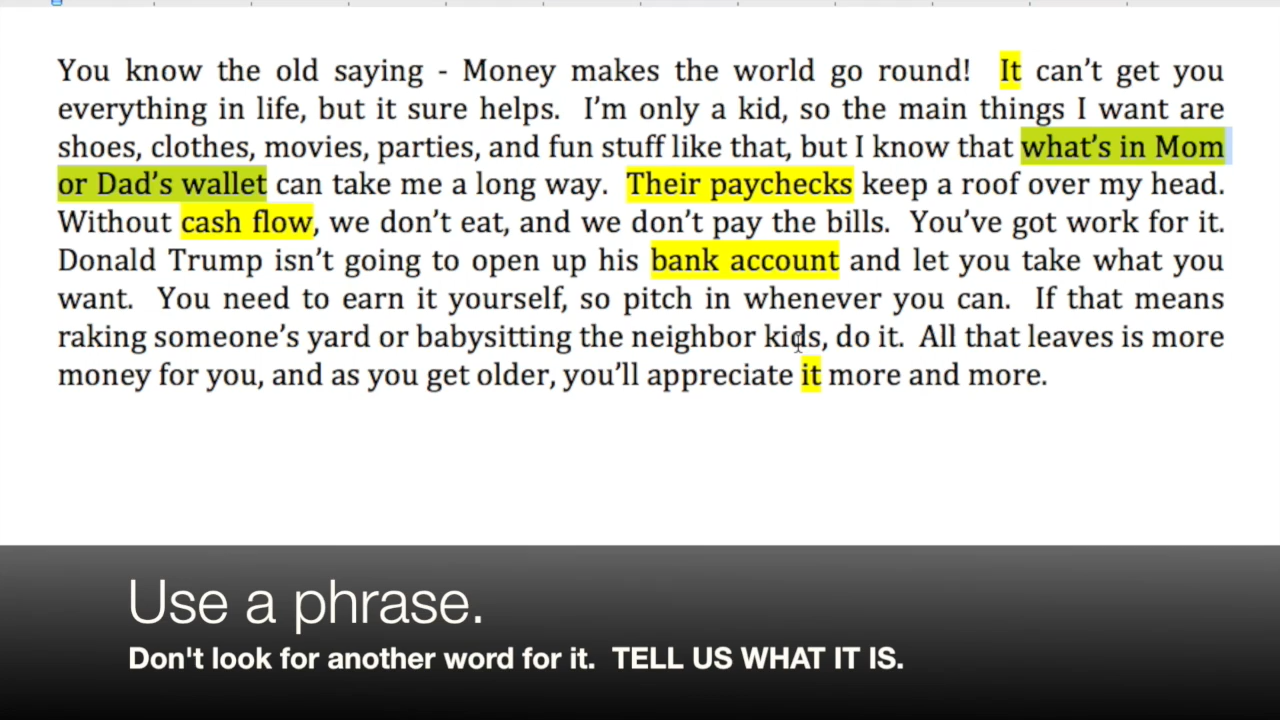 You know the old saying - Money makes the world go round!  It can’t get you
everything in life, but it sure helps.  I’m only a kid, so the main things I want are
shoes, clothes, movies, parties, and fun stuff like that, but I know that what’s in Mom
or Dad’s wallet can take me a long way.  Their paychecks keep a roof over my head.
Without cash flow, we don’t eat, and we don’t pay the bills.  You’ve got work for it.
Donald Trump isn’t going to open up his bank account and let you take what you
want.  You need to earn it yourself, so pitch in whenever you can.  If that means
raking someone’s yard or babysitting the neighbor kids, do it.  All that leaves is more
money for you, and as you get older, you’ll appreciate it more and more.
Use a phrase.
Don't look for another word for it.  TELL US WHAT IT IS.